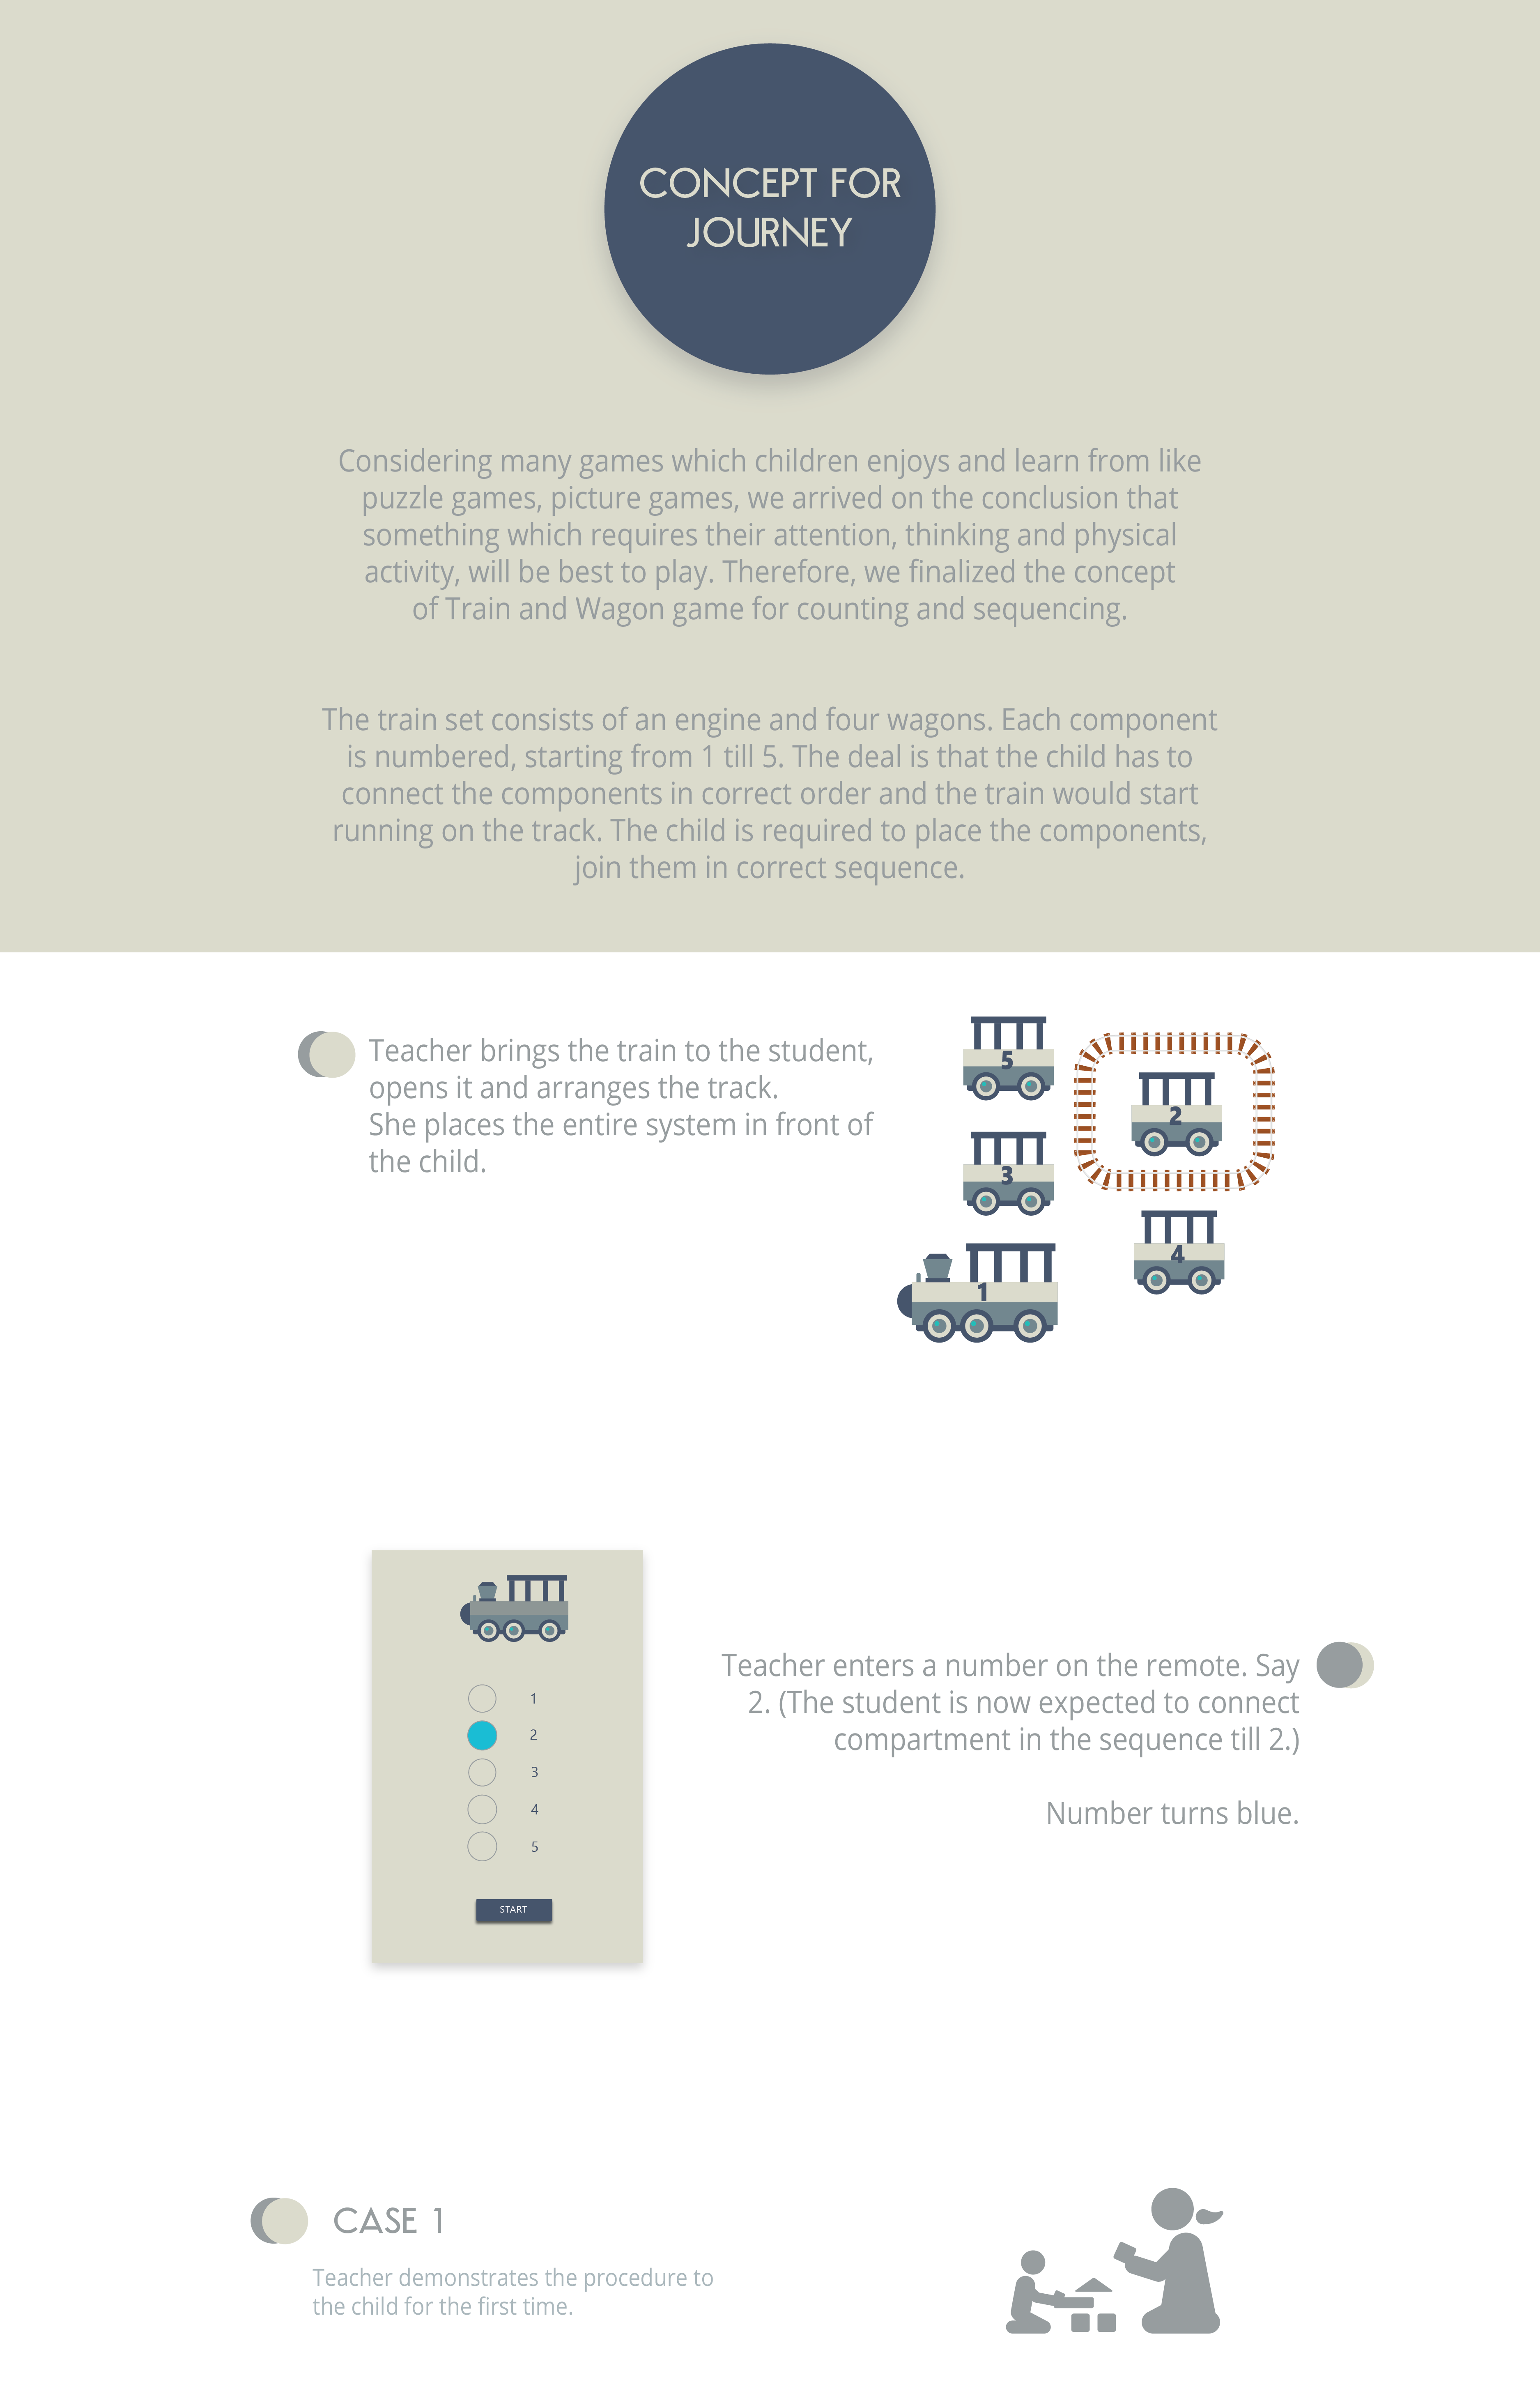 CONCEPT FOR
JOURNEY
Considering many games which children enjoys and learn from like
puzzle games, picture games, we arrived on the conclusion that
something which requires their attention, thinking and physical
activity, will be best to play. Therefore, we finalized the concept
of Train and Wagon game for counting and sequencing.
The train set consists of an engine and four wagons. Each component
is numbered, starting from 1 till 5. The deal is that the child has to
connect the components in correct order and the train would start
running on the track. The child is required to place the components,
join them in correct sequence.
Teacher brings the train to the student,
opens it and arranges the track.
She places the entire system in front of
the child.
5
2
3
4
1
1
2
3
4
5
START
Teacher enters a number on the remote. Say
2. (The student is now expected to connect
compartment in the sequence till 2.)
Number turns blue.
CASE 1
Teacher demonstrates the procedure to
the child for the first time.